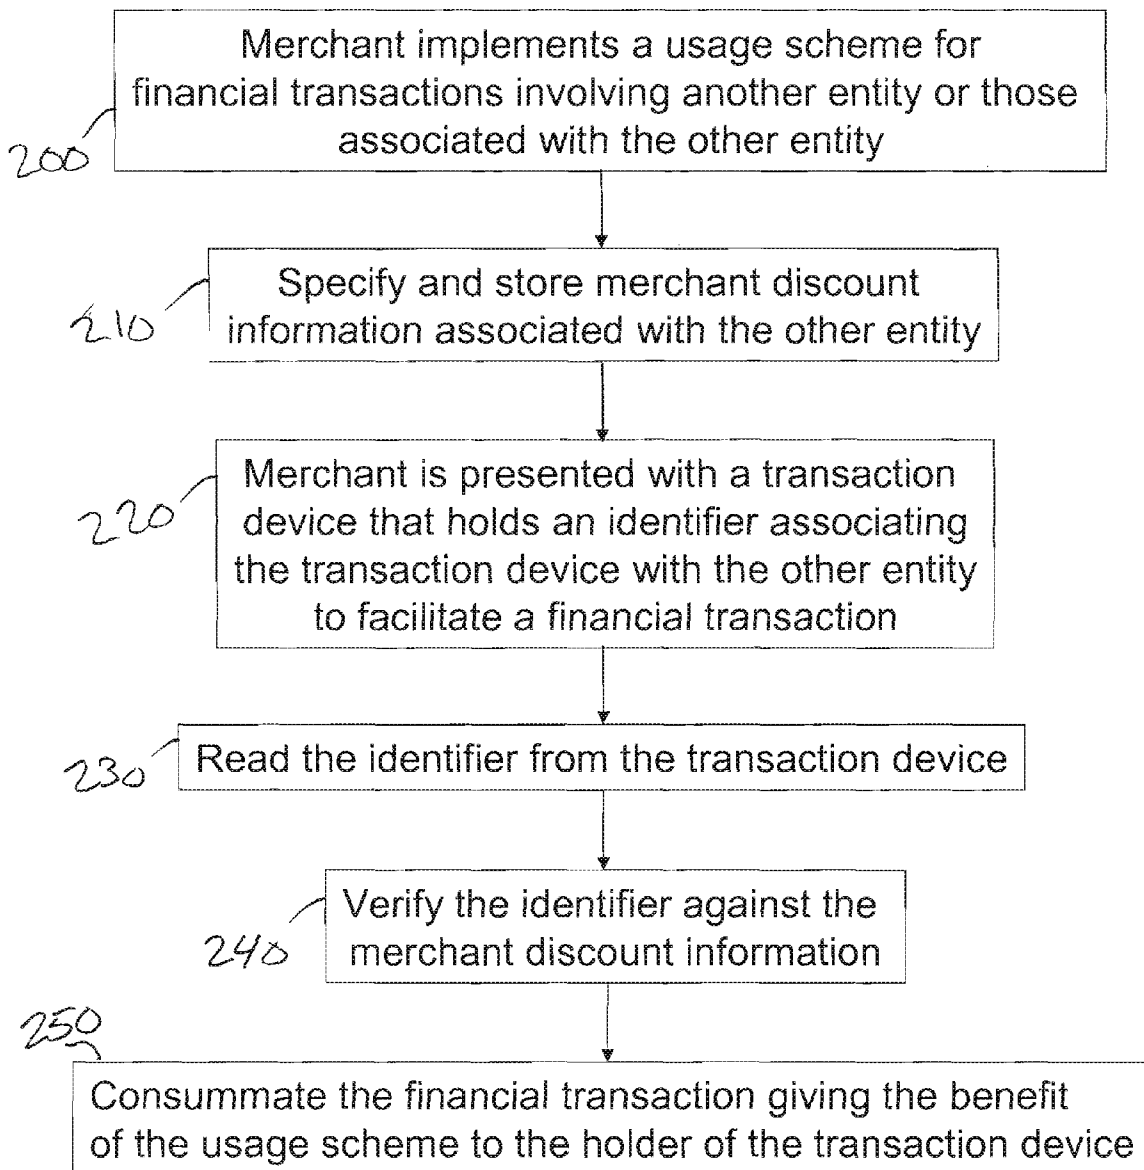 Merchant implements a usage scheme for
financial transactions involving another entity or those
associated with the other entity
200
Specify and store merchant discount
information associated with the other entity
210
Merchant is presented with a transaction
device that holds an identifier associating
the transaction device with the other entity
to facilitate a financial transaction
220
Read the identifier from the transaction device
230
Verify the identifier against the
merchant discount information
240
250
Consummate the financial transaction giving the benefit
of the usage scheme to the holder of the transaction device